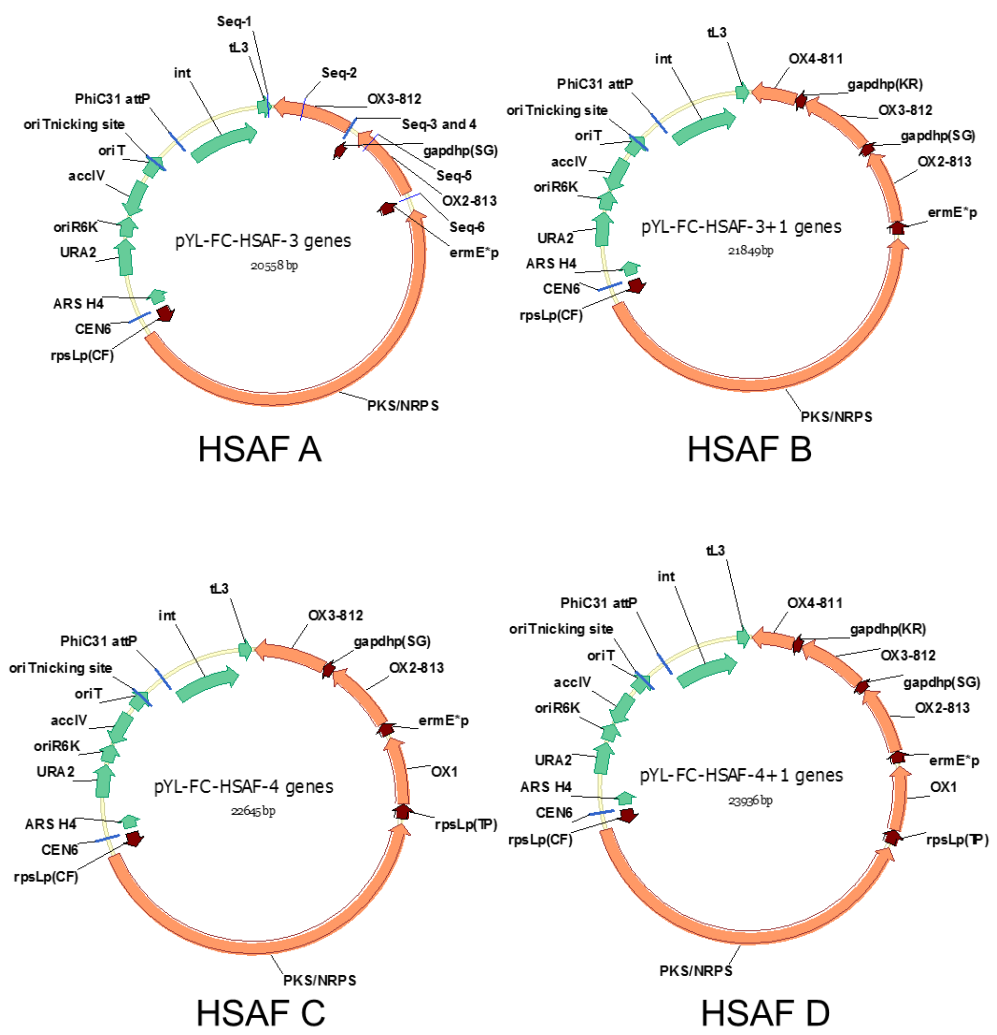 Seq-1
tL3
int
Seq-2
PhiC31 attP
OX3-812
oriTnicking site
Seq-3 and 4
oriT
gapdhp(SG)
accIV
Seq-5
OX2-813
oriR6K
Seq-6
URA2
ermE*p
pYL-FC-HSAF-3 genes
20558bp
ARS H4
CEN6
rpsLp(CF)
PKS/NRPS
HSAF A
tL3
OX4-811
int
gapdhp(KR)
PhiC31 attP
OX3-812
oriTnicking site
gapdhp(SG)
oriT
OX2-813
accIV
oriR6K
ermE*p
URA2
pYL-FC-HSAF-3+1 genes
21849bp
ARS H4
CEN6
rpsLp(CF)
PKS/NRPS
HSAF B
tL3
int
OX3-812
PhiC31 attP
gapdhp(SG)
oriTnicking site
OX2-813
oriT
accIV
ermE*p
oriR6K
URA2
OX1
pYL-FC-HSAF-4 genes
22645bp
ARS H4
rpsLp(TP)
CEN6
rpsLp(CF)
PKS/NRPS
HSAF C
tL3
int
OX4-811
PhiC31 attP
gapdhp(KR)
oriTnicking site
OX3-812
oriT
gapdhp(SG)
accIV
OX2-813
oriR6K
URA2
ermE*p
pYL-FC-HSAF-4+1 genes
OX1
23936bp
ARS H4
CEN6
rpsLp(TP)
rpsLp(CF)
PKS/NRPS
HSAF D